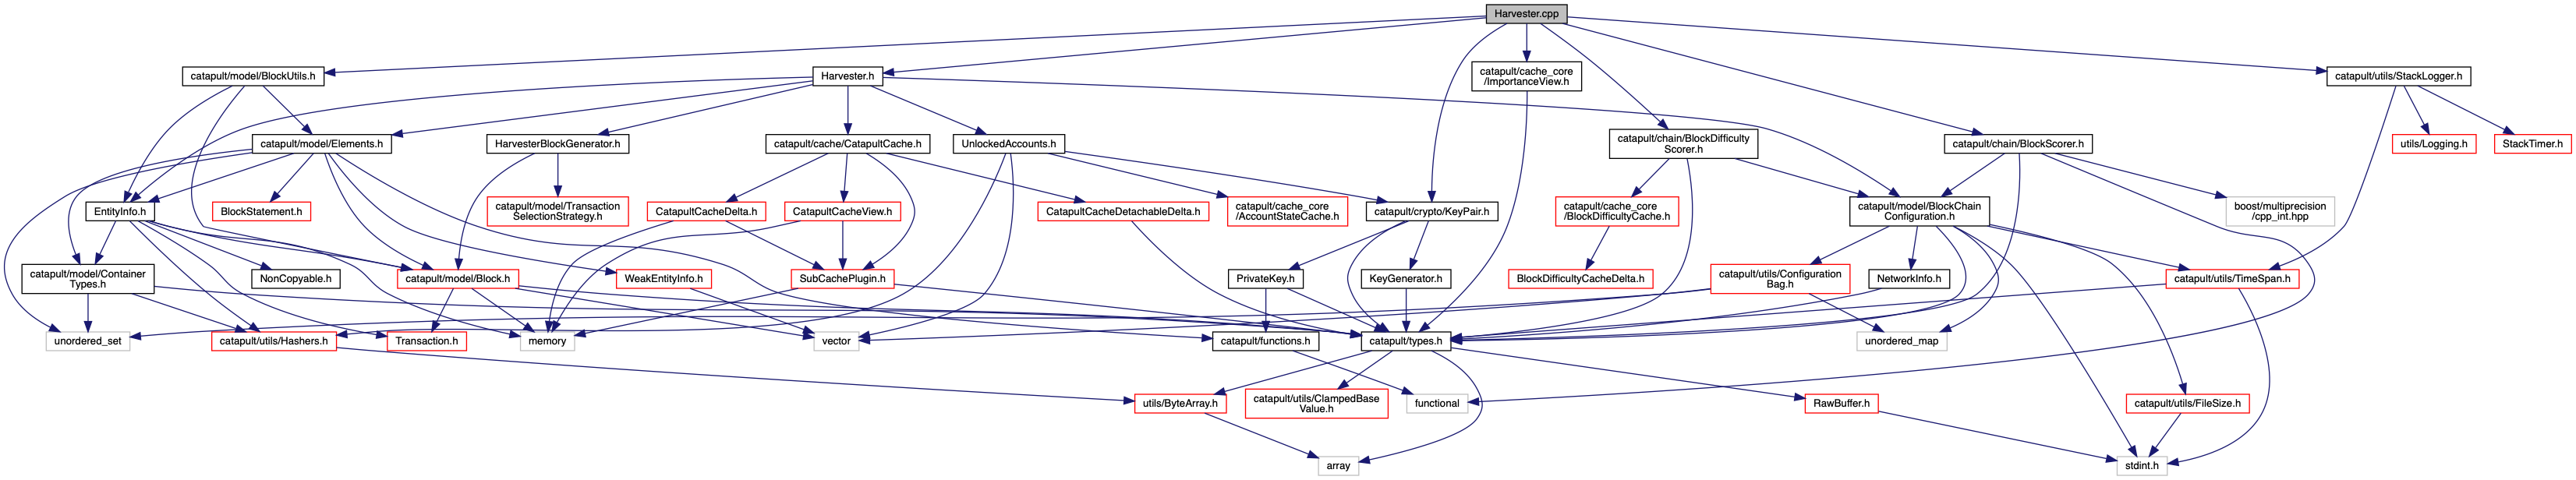 Harvester.cpp
catapult/model/BlockUtils.h
Harvester.h
catapult/cache_core
/ImportanceView.h
catapult/utils/StackLogger.h
catapult/model/Elements.h
HarvesterBlockGenerator.h
catapult/cache/CatapultCache.h
UnlockedAccounts.h
catapult/chain/BlockDifficulty
Scorer.h
catapult/chain/BlockScorer.h
utils/Logging.h
StackTimer.h
EntityInfo.h
BlockStatement.h
catapult/model/Transaction
SelectionStrategy.h
CatapultCacheDelta.h
CatapultCacheView.h
CatapultCacheDetachableDelta.h
catapult/cache_core
/AccountStateCache.h
catapult/crypto/KeyPair.h
catapult/cache_core
/BlockDifficultyCache.h
catapult/model/BlockChain
Configuration.h
boost/multiprecision
/cpp_int.hpp
catapult/model/Container
Types.h
NonCopyable.h
catapult/model/Block.h
WeakEntityInfo.h
SubCachePlugin.h
PrivateKey.h
KeyGenerator.h
BlockDifficultyCacheDelta.h
catapult/utils/Configuration
Bag.h
NetworkInfo.h
catapult/utils/TimeSpan.h
unordered_set
catapult/utils/Hashers.h
Transaction.h
memory
vector
catapult/functions.h
catapult/types.h
unordered_map
utils/ByteArray.h
catapult/utils/ClampedBase
Value.h
functional
RawBuffer.h
catapult/utils/FileSize.h
array
stdint.h